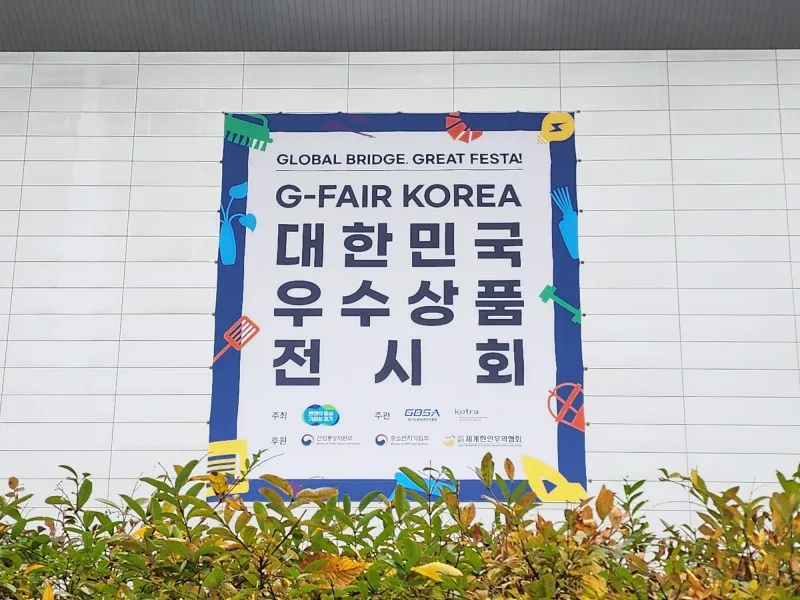 GLOBAL BRIDGE. GREAT FESTA!
G-FAIR KOREA
대한민국
우수상품
전시회
주최 주관 GBSA kotra
후원 산업통상자원부 중소벤처기업부 세계한인무역협회